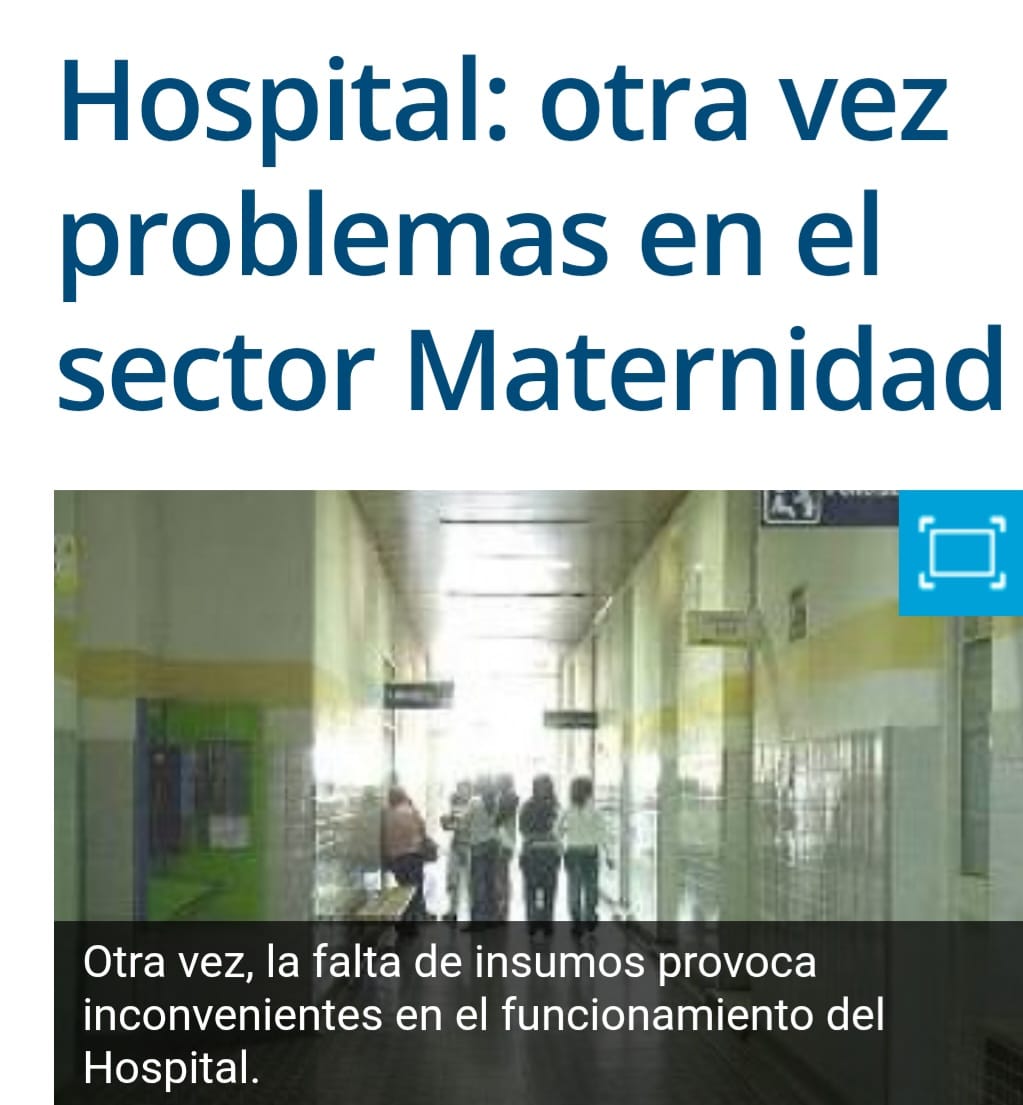 Hospital: otra vez
problemas en el
sector Maternidad
Otra vez, la falta de insumos provoca
inconvenientes en el funcionamiento del
Hospital.